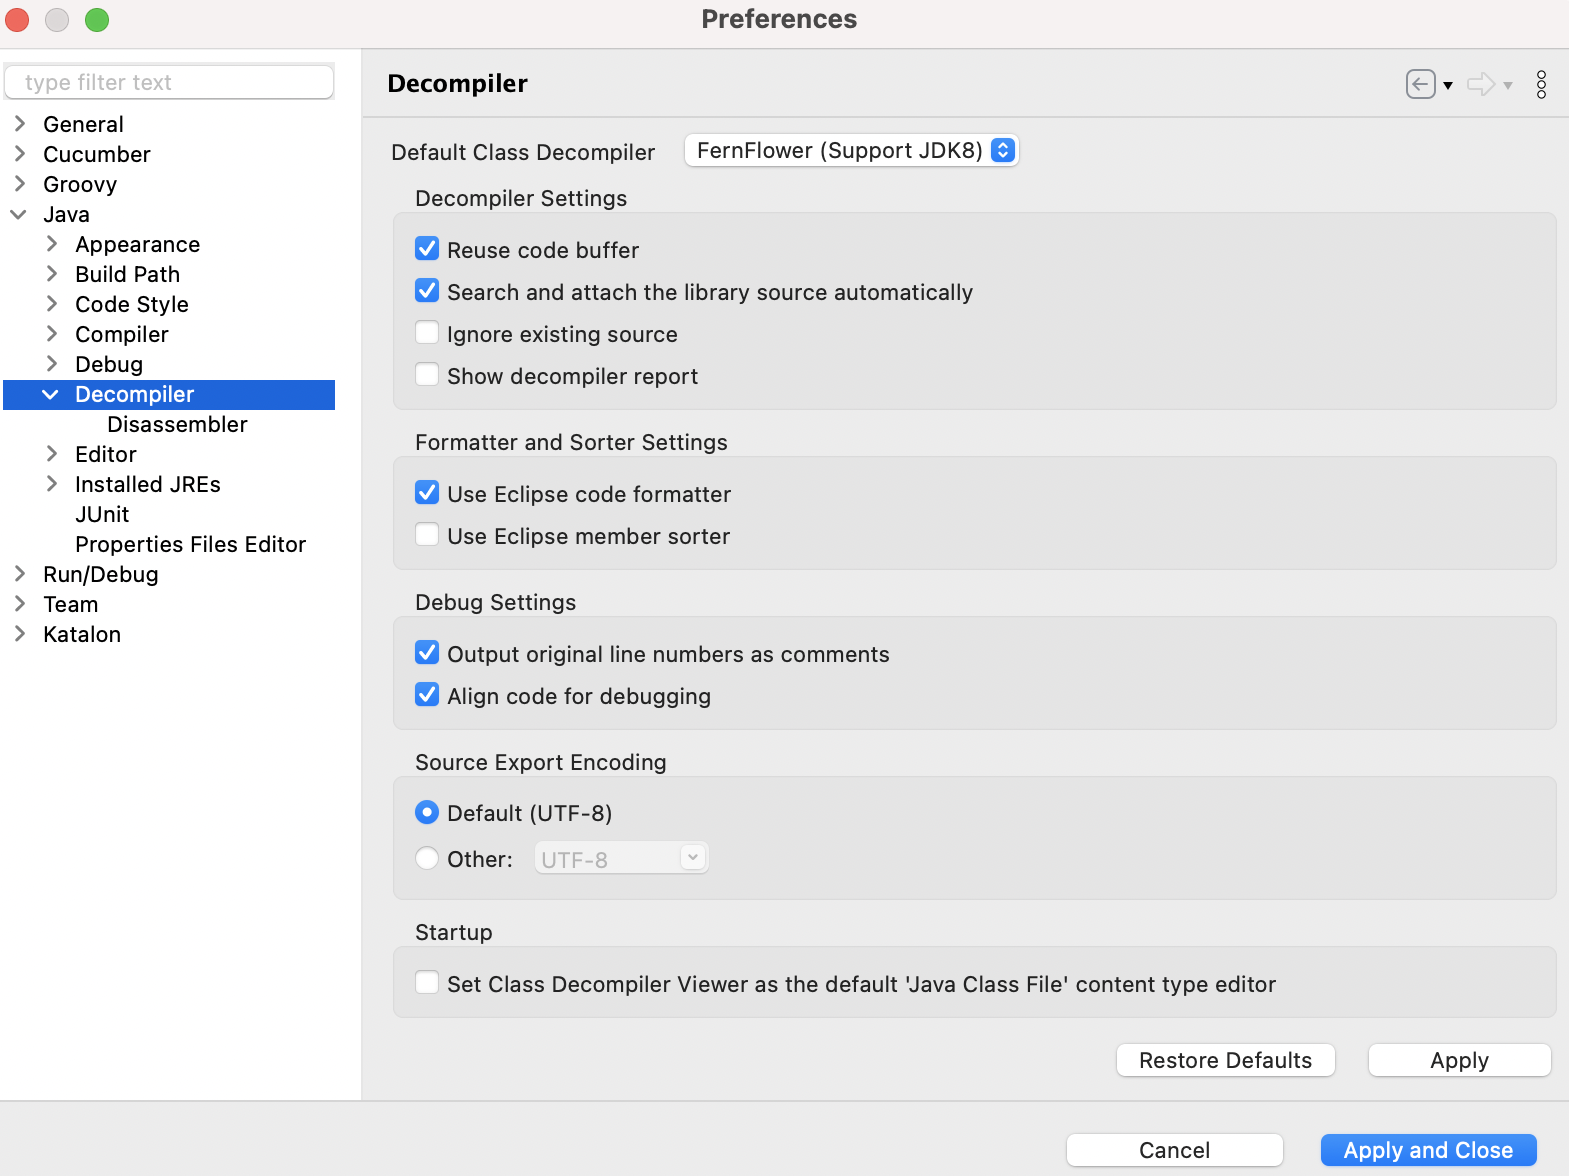 Preferences
type filter text
General
Cucumber
Groovy
Java
Appearance
Build Path
Code Style
Compiler
Debug
Decompiler
Disassembler
Editor
Installed JREs
JUnit
Properties Files Editor
Run/Debug
Team
Katalon
Decompiler
Default Class Decompiler FernFlower (Support JDK8)
Decompiler Settings
Reuse code buffer
Search and attach the library source automatically
Ignore existing source
Show decompiler report
Formatter and Sorter Settings
Use Eclipse code formatter
Use Eclipse member sorter
Debug Settings
Output original line numbers as comments
Align code for debugging
Source Export Encoding
Default (UTF-8)
Other: UTF-8
Startup
Set Class Decompiler Viewer as the default 'Java Class File' content type editor
Restore Defaults Apply
Cancel Apply and Close